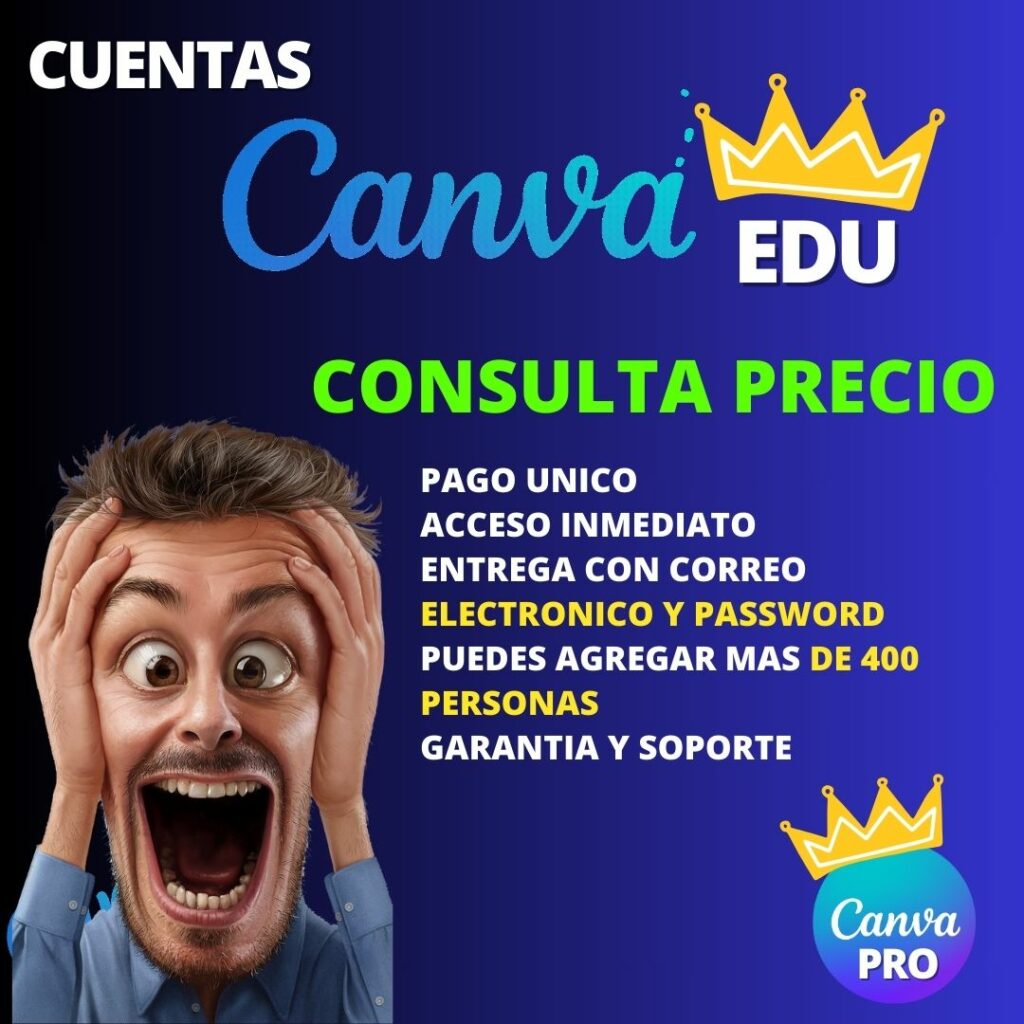 CUENTAS
Canva
EDU
CONSULTA PRECIO
PAGO UNICO
ACCESO INMEDIATO
ENTREGA CON CORREO
ELECTRONICO Y PASSWORD
PUEDES AGREGAR MAS DE 400
PERSONAS
GARANTIA Y SOPORTE
Canva
PRO